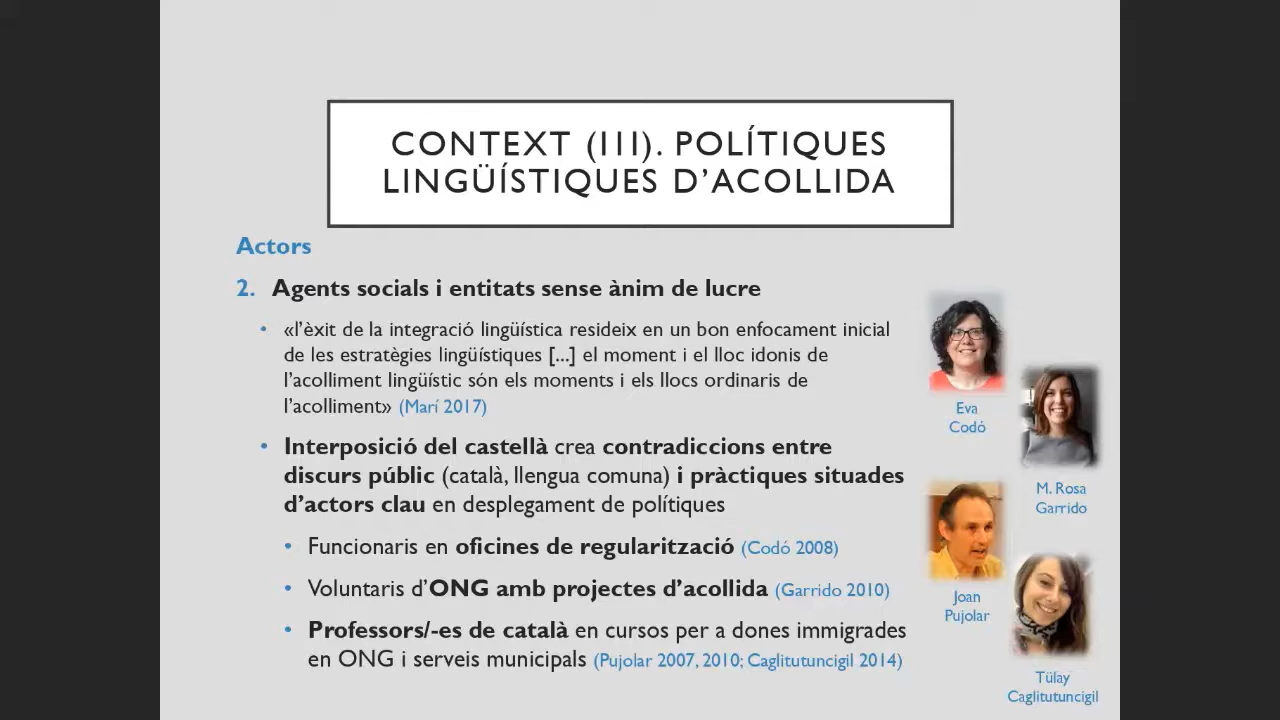 CONTEXT (III). POLÍTIQUES
LINGÜÍSTIQUES D’ACOLLIDA
Actors
2. Agents socials i entitats sense ànim de lucre
• «l’èxit de la integració lingüística resideix en un bon enfocament inicial
de les estratègies lingüístiques [...] el moment i el lloc idonis de
l’acolliment lingüístic són els moments i els llocs ordinaris de
l’acolliment» (Marí 2017)
• Interposició del castellà crea contradiccions entre
discurs públic (català, llengua comuna) i pràctiques situades
d’actors clau en desplegament de polítiques
• Funcionaris en oficines de regularització (Codó 2008)
• Voluntaris d’ONG amb projectes d’acollida (Garrido 2010)
• Professors/-es de català en cursos per a dones immigrades
en ONG i serveis municipals (Pujolar 2007, 2010; Caglitutuncigil 2014)
Eva
Codó
M. Rosa
Garrido
Joan
Pujolar
Tülay
Caglitutuncigil